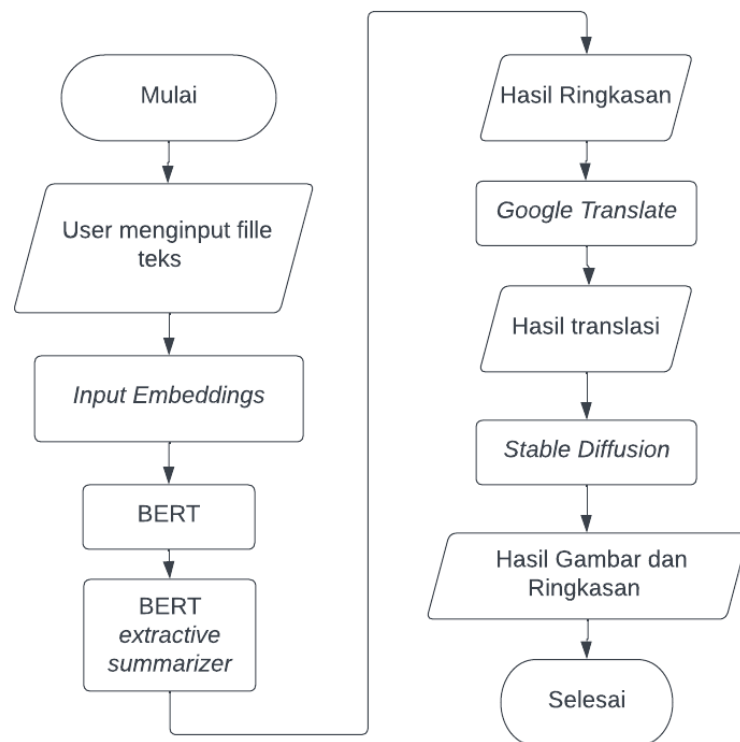 Mulai
User menginput fille
teks
Input Embeddings
BERT
BERT
extractive
summarizer
Hasil Ringkasan
Google Translate
Hasil translasi
Stable Diffusion
Hasil Gambar dan
Ringkasan
Selesai